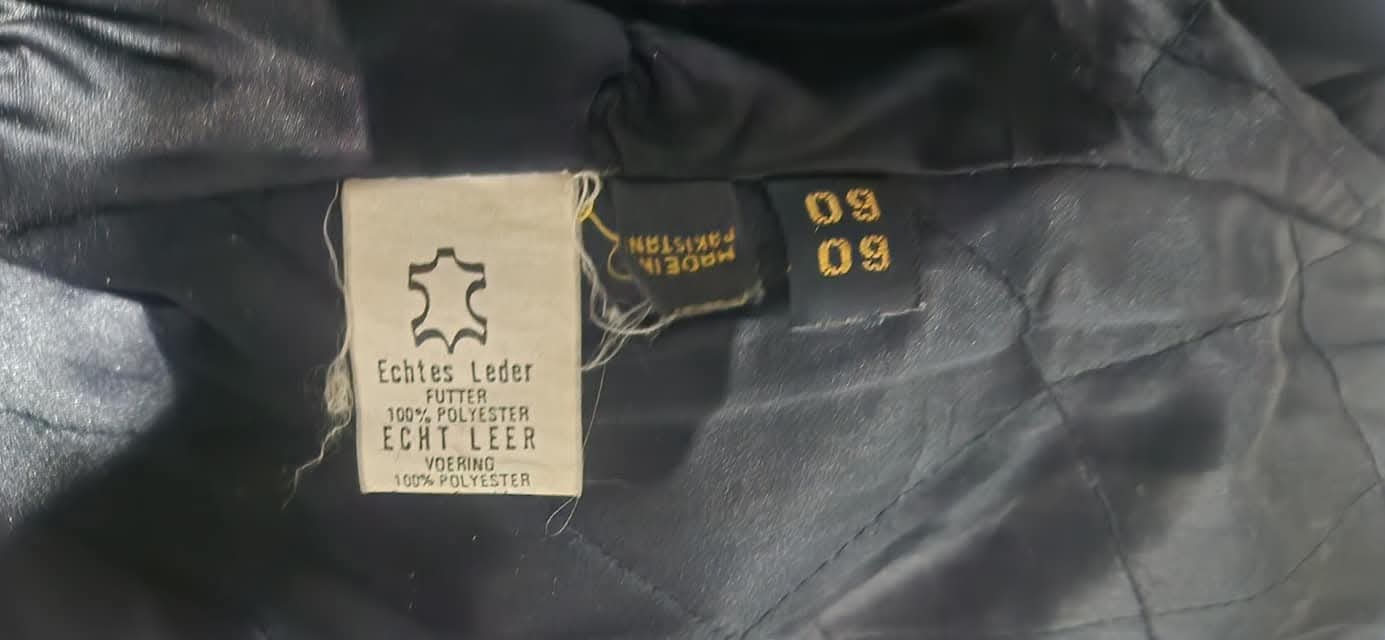 Echtes Leder
FUTTER
100% POLYESTER
ECHT LEER
VOERING
100% POLYESTER
MADE IN
PAKISTAN
60
60